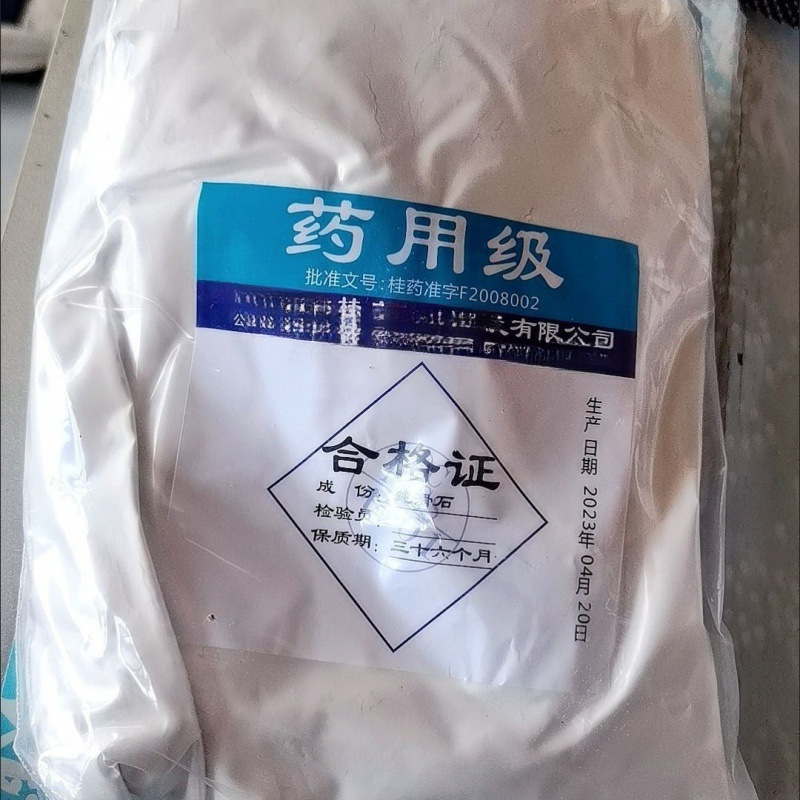 药用级
批准文号:桂药准字F2008002
有限公司
合格证
成 份: 滑石
检验员:
保质期: 三十六个月
生产日期 2023年 04月 20日